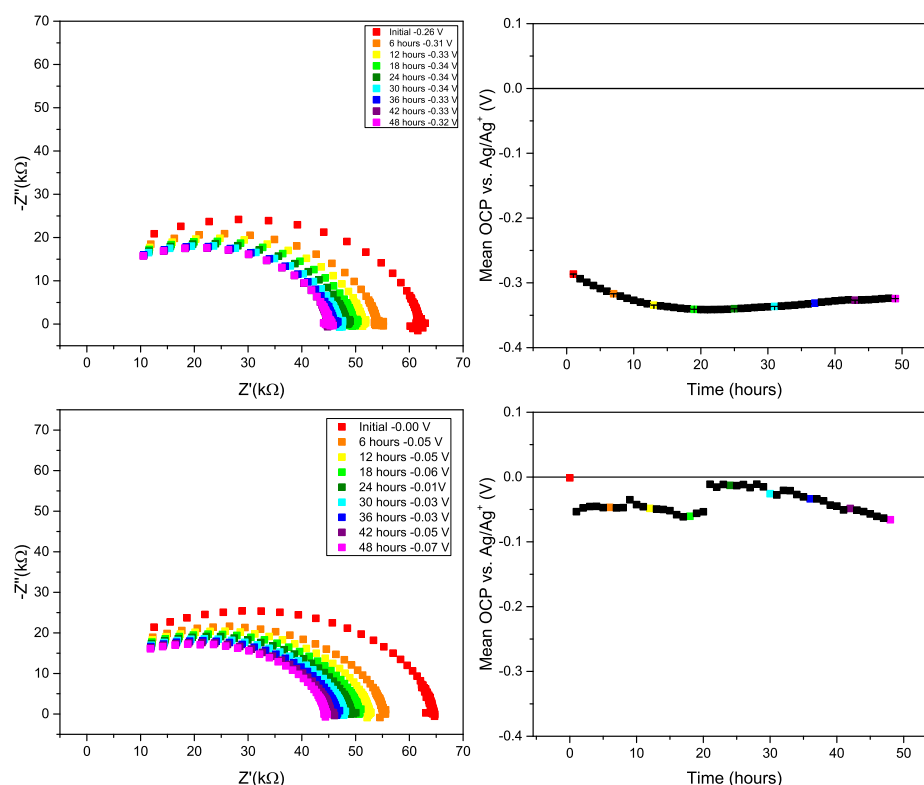 70
60
50
40
30
20
10
0
-Z"(kΩ)
0 10 20 30 40 50 60 70
Z'(kΩ)
Initial -0.26 V
6 hours -0.31 V
12 hours -0.33 V
18 hours -0.34 V
24 hours -0.34 V
30 hours -0.34 V
36 hours -0.33 V
42 hours -0.33 V
48 hours -0.32 V
0.1
0.0
-0.1
-0.2
-0.3
-0.4
Mean OCP vs. Ag/Ag⁺ (V)
0 10 20 30 40 50
Time (hours)
70
60
50
40
30
20
10
0
-Z"(kΩ)
0 10 20 30 40 50 60 70
Z'(kΩ)
Initial -0.00 V
6 hours -0.05 V
12 hours -0.05 V
18 hours -0.06 V
24 hours -0.01V
30 hours -0.03 V
36 hours -0.03 V
42 hours -0.05 V
48 hours -0.07 V
0.1
0.0
-0.1
-0.2
-0.3
-0.4
Mean OCP vs. Ag/Ag⁺ (V)
0 10 20 30 40 50
Time (hours)